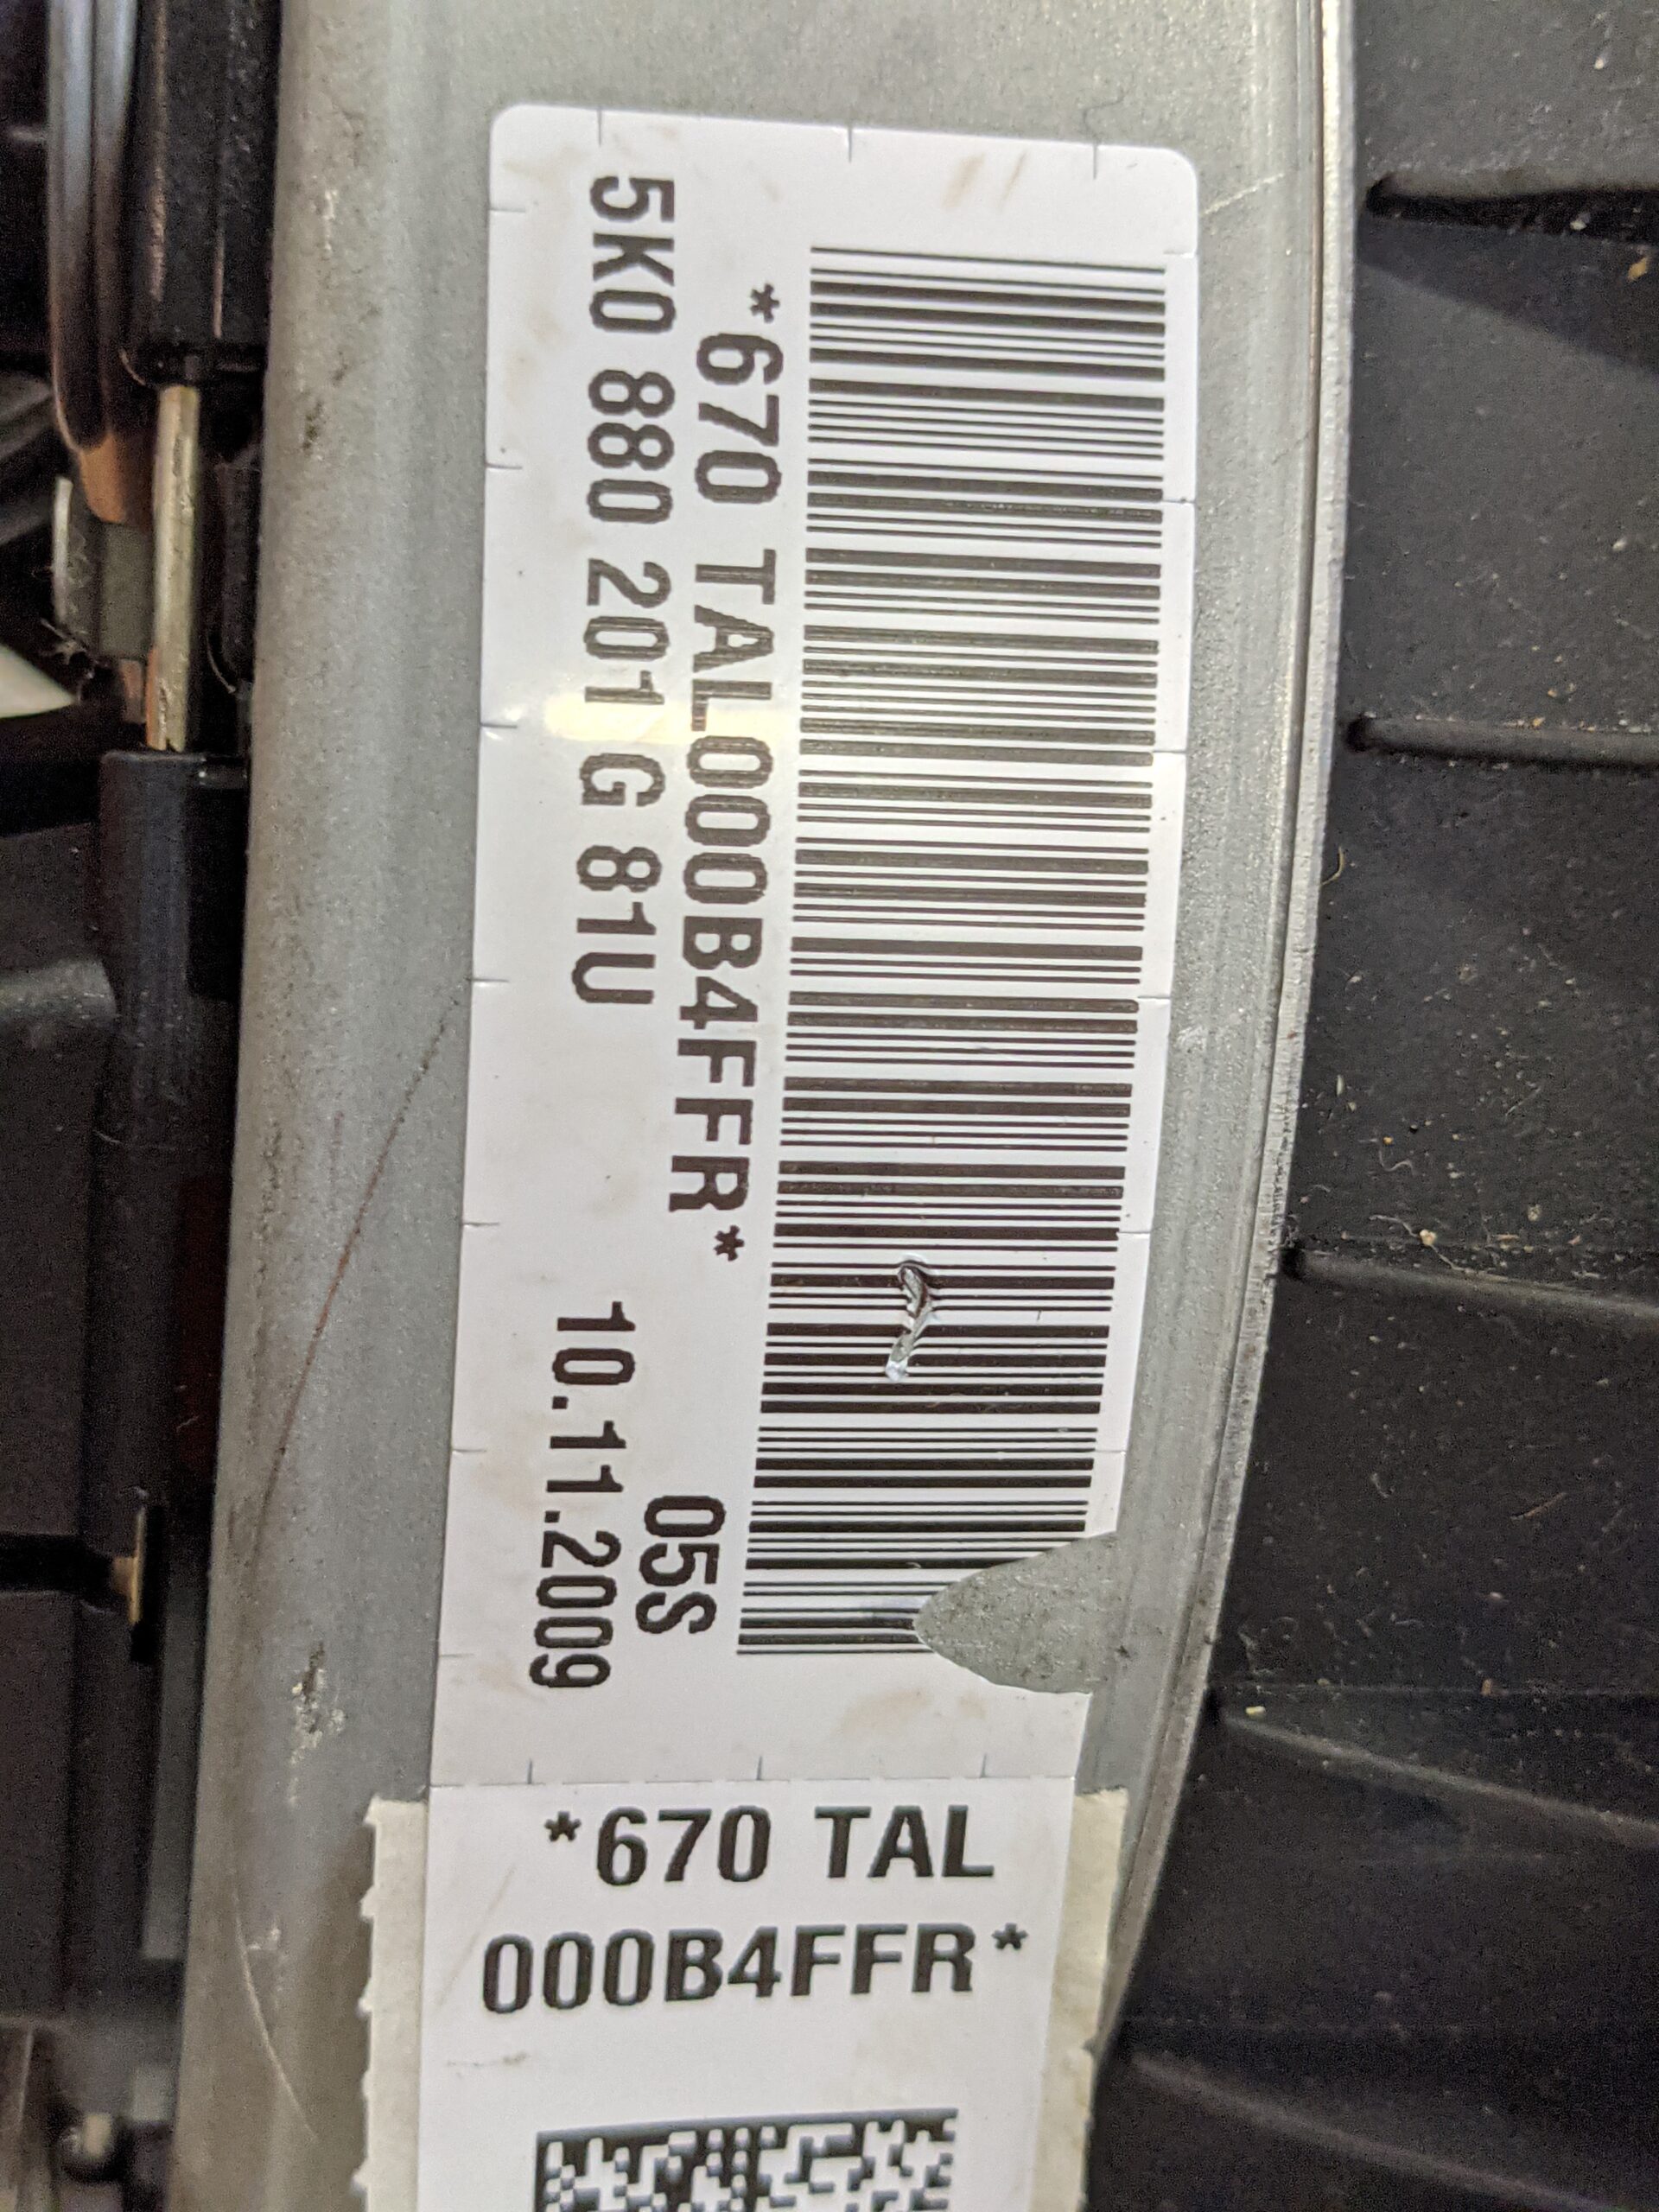 *670 TAL000B4FFR*
05S
5K0 880 201 G 81U
10.11.2009
*670 TAL
000B4FFR*